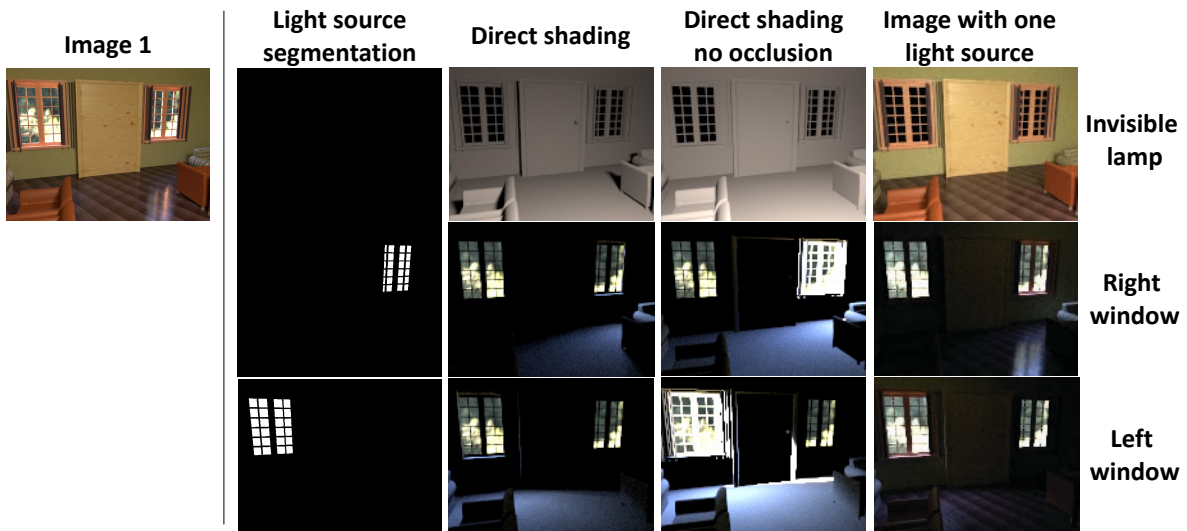 Image 1
Light source
segmentation
Direct shading
Direct shading
no occlusion
Image with one
light source
Invisible
lamp
Right
window
Left
window